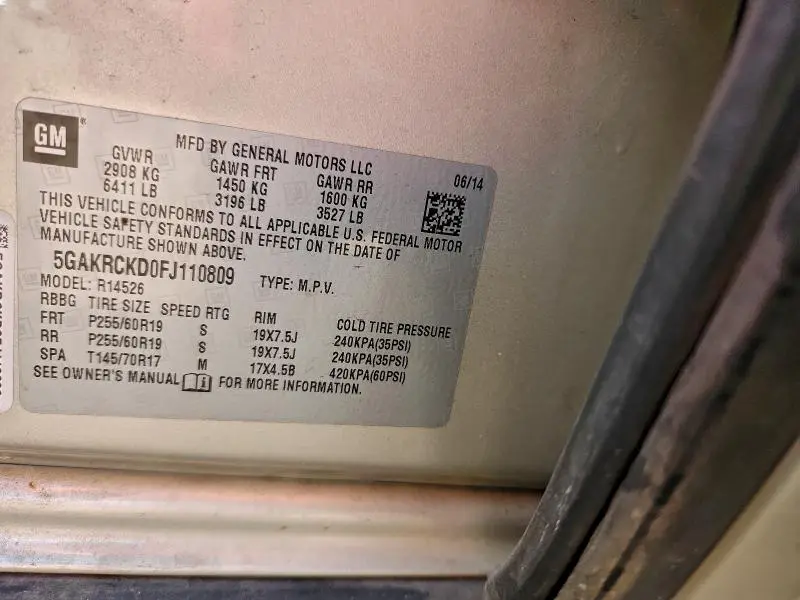 GM®
MFD BY GENERAL MOTORS LLC
06/14
GVWR GAWR FRT GAWR RR
2908 KG 1450 KG 1600 KG
6411 LB 3196 LB 3527 LB
THIS VEHICLE CONFORMS TO ALL APPLICABLE U.S. FEDERAL MOTOR
VEHICLE SAFETY STANDARDS IN EFFECT ON THE DATE OF
MANUFACTURE SHOWN ABOVE.
5GAKRCKD0FJ110809 TYPE: M.P.V.
MODEL: R14526
RBBG TIRE SIZE SPEED RTG RIM COLD TIRE PRESSURE
FRT P255/60R19 S 19X7.5J 240KPA(35PSI)
RR P255/60R19 S 19X7.5J 240KPA(35PSI)
SPA T145/70R17 M 17X4.5B 420KPA(60PSI)
SEE OWNER'S MANUAL FOR MORE INFORMATION.